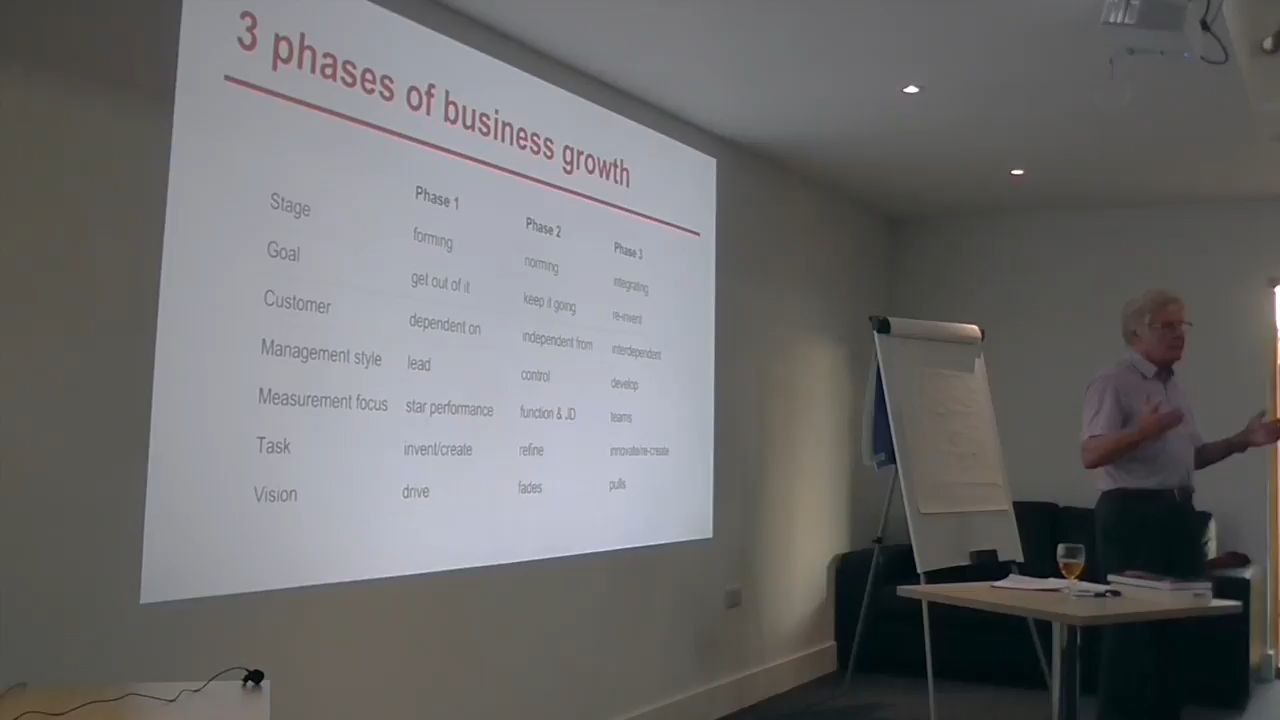 3 phases of business growth
Phase 1 Phase 2 Phase 3
Stage forming norming integrating
Goal get out of it keep it going re-invent
Customer dependent on independent from interdependent
Management style lead control develop
Measurement focus star performance function & JD teams
Task invent/create refine innovate/re-create
Vision drive fades pulls